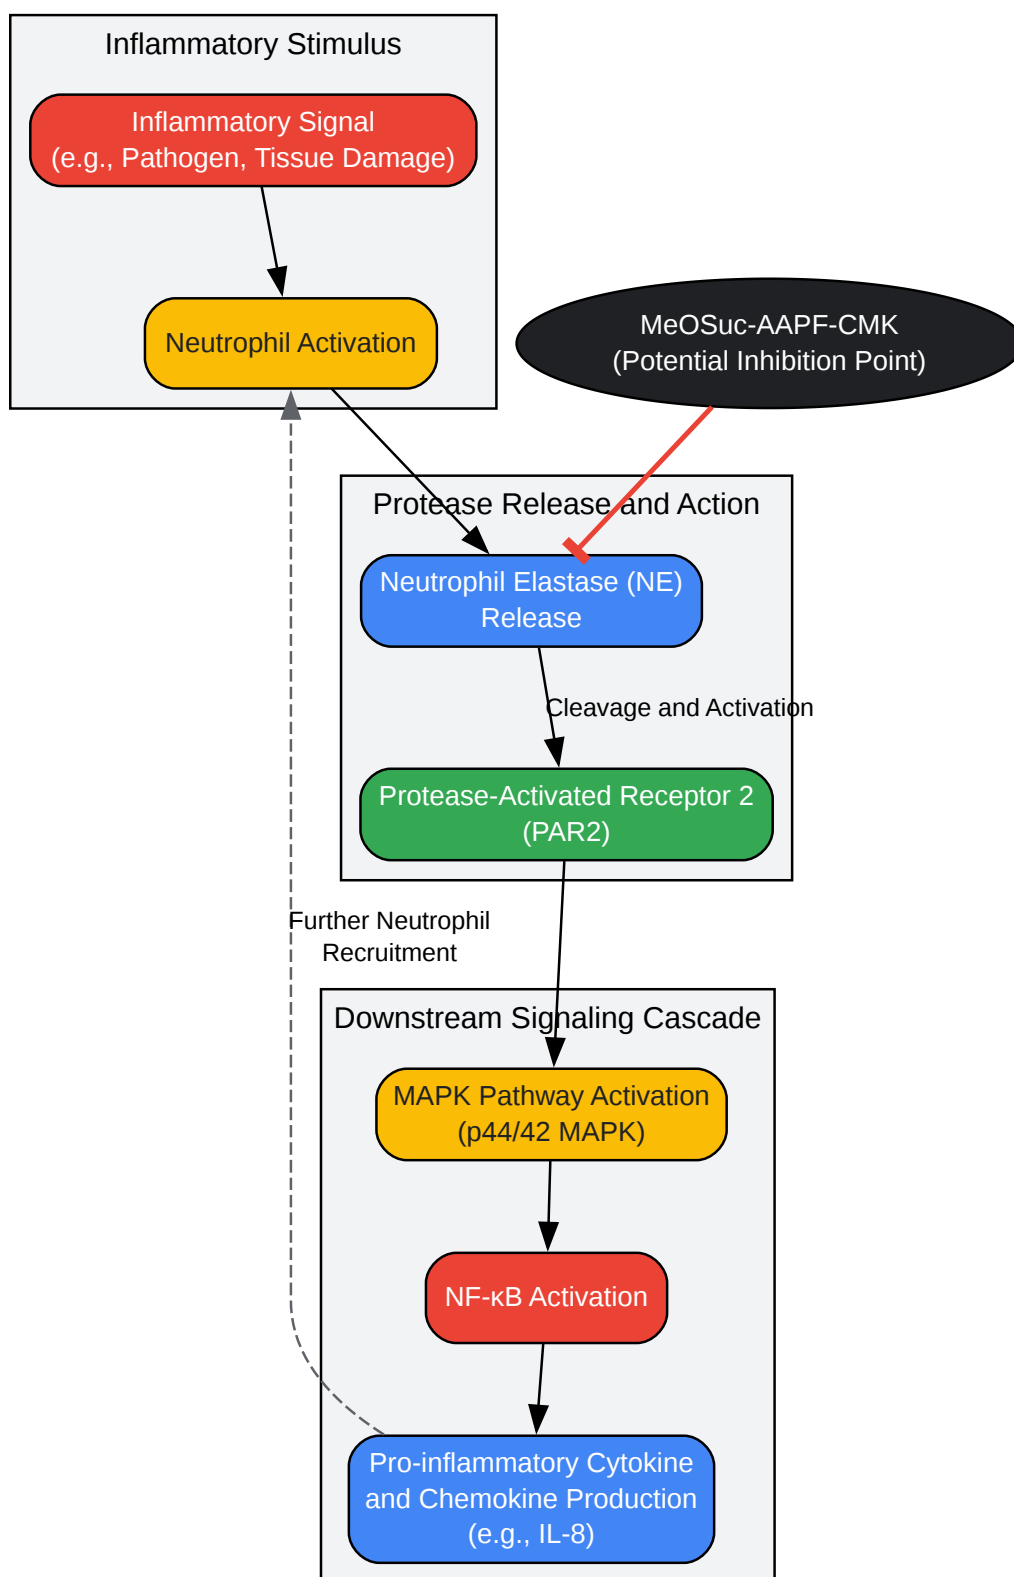 Inflammatory Stimulus
Inflammatory Signal
(e.g., Pathogen, Tissue Damage)
Neutrophil Activation
MeOSuc-AAPF-CMK
(Potential Inhibition Point)
Protease Release and Action
Neutrophil Elastase (NE)
Release
Cleavage and Activation
Protease-Activated Receptor 2
(PAR2)
Further Neutrophil
Recruitment
Downstream Signaling Cascade
MAPK Pathway Activation
(p44/42 MAPK)
NF-κB Activation
Pro-inflammatory Cytokine
and Chemokine Production
(e.g., IL-8)